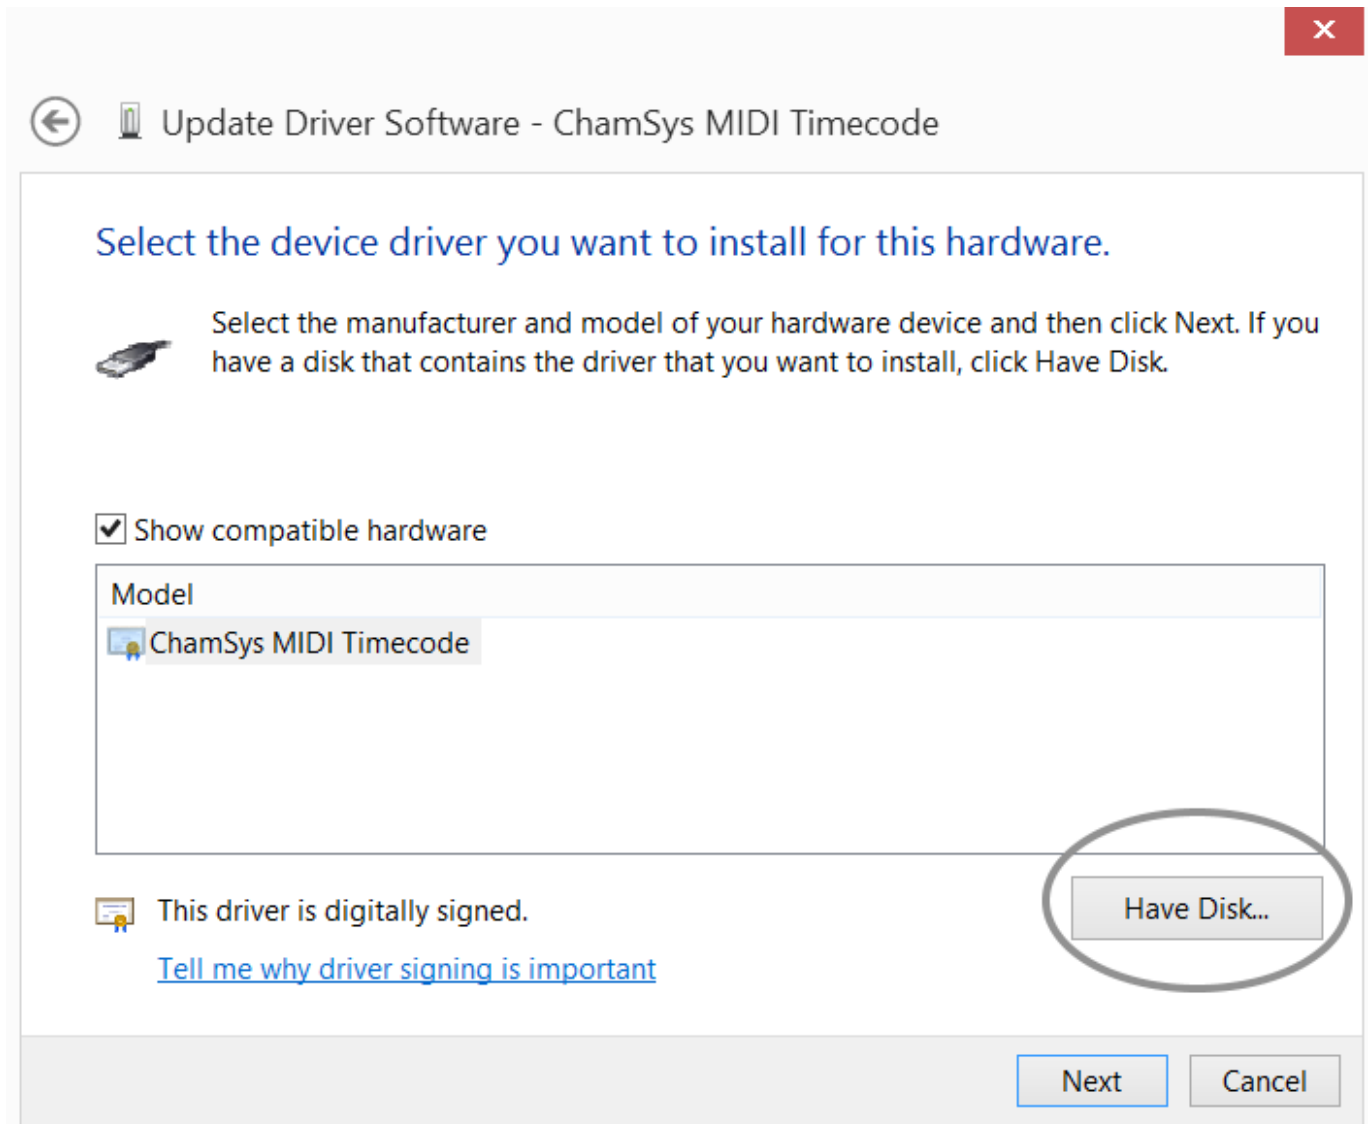 Update Driver Software - ChamSys MIDI Timecode
Select the device driver you want to install for this hardware.
Select the manufacturer and model of your hardware device and then click Next. If you
have a disk that contains the driver that you want to install, click Have Disk.
Show compatible hardware
Model
ChamSys MIDI Timecode
This driver is digitally signed.
Have Disk...
Tell me why driver signing is important
Next
Cancel